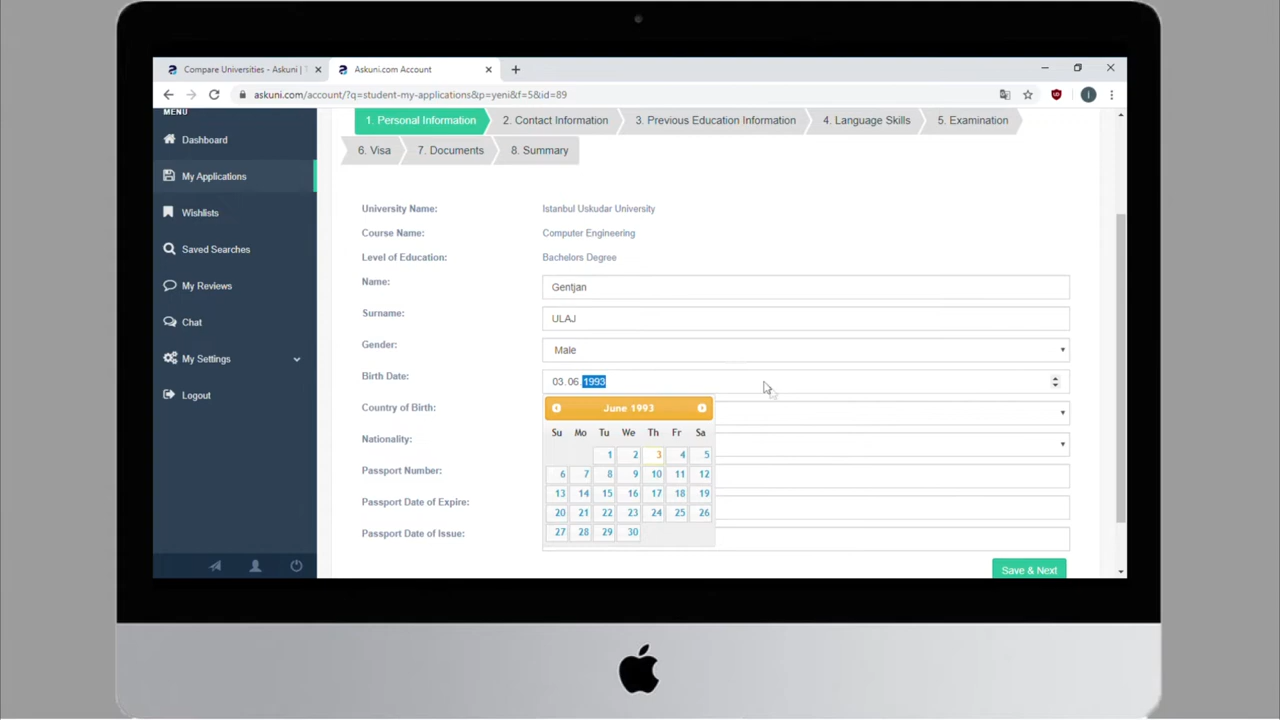 Compare Universities - Askuni |
Askuni.com Account
askuni.com/account/?q=student-my-applications&p=yeni&f=5&id=89
MENU
Dashboard
My Applications
Wishlists
Saved Searches
My Reviews
Chat
My Settings
Logout
1. Personal Information
2. Contact Information
3. Previous Education Information
4. Language Skills
5. Examination
6. Visa
7. Documents
8. Summary
University Name: Istanbul Uskudar University
Course Name: Computer Engineering
Level of Education: Bachelors Degree
Name: Gentjan
Surname: ULAJ
Gender: Male
Birth Date: 03.06.1993
Country of Birth:
Nationality:
Passport Number:
Passport Date of Expire:
Passport Date of Issue:
June 1993
Su Mo Tu We Th Fr Sa
1 2 3 4 5
6 7 8 9 10 11 12
13 14 15 16 17 18 19
20 21 22 23 24 25 26
27 28 29 30
Save & Next